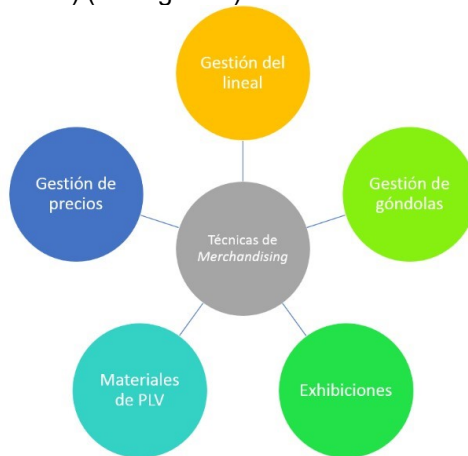 Gestión del
lineal
Gestión de
precios
Gestión de
góndolas
Técnicas de
Merchandising
Materiales
de PLV
Exhibiciones